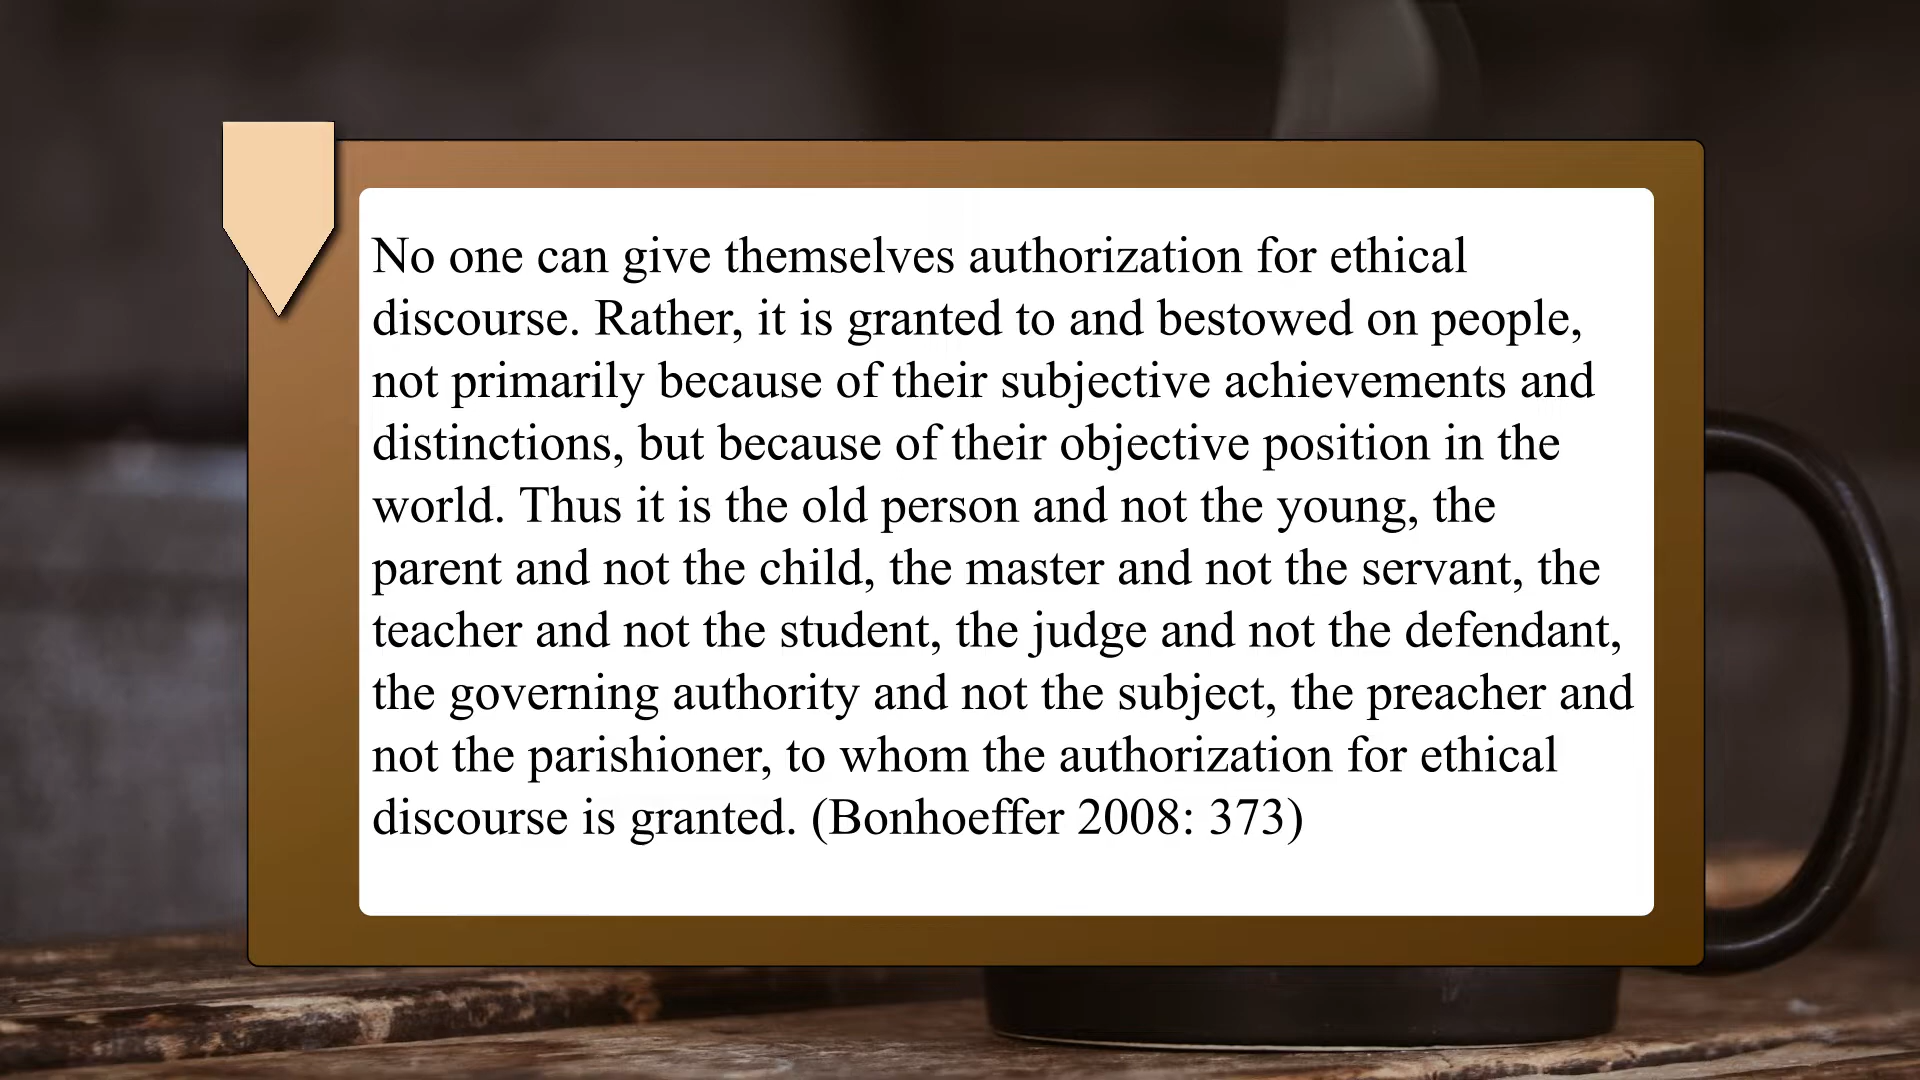 No one can give themselves authorization for ethical
discourse. Rather, it is granted to and bestowed on people,
not primarily because of their subjective achievements and
distinctions, but because of their objective position in the
world. Thus it is the old person and not the young, the
parent and not the child, the master and not the servant, the
teacher and not the student, the judge and not the defendant,
the governing authority and not the subject, the preacher and
not the parishioner, to whom the authorization for ethical
discourse is granted. (Bonhoeffer 2008: 373)